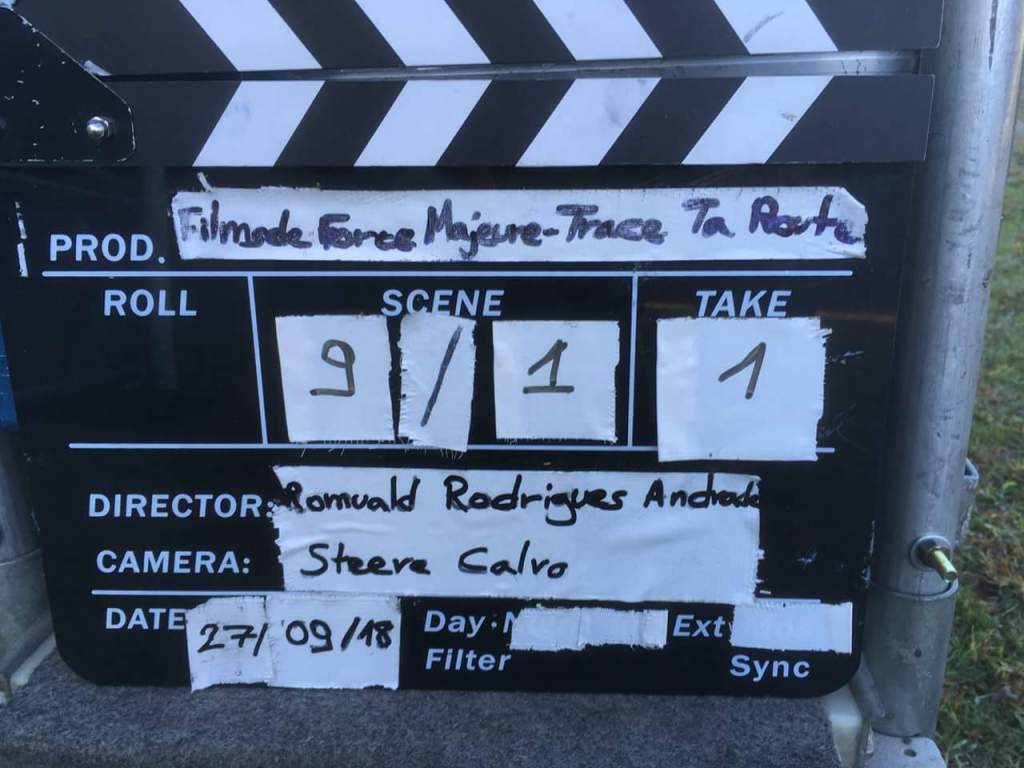 PROD. Filmade Force Majeure-Trace Ta Route
ROLL SCENE TAKE
9 / 1 1
DIRECTOR: Romuald Rodrigues Andrade
CAMERA: Steeve Calvo
DATE 27/09/18 Day Ext
Filter Sync